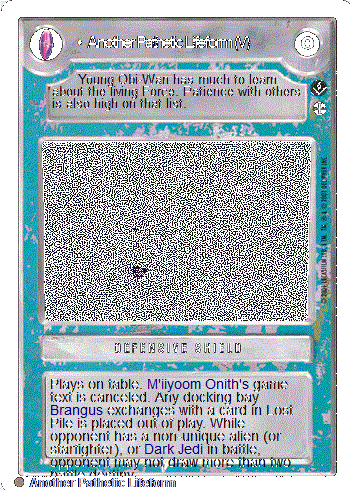 • Another Pathetic Lifeform (V)
Young Obi-Wan has much to learn
about the living Force. Patience with others
is also high on that list.
DEFENSIVE SHIELD
Plays on table. M'iiyoom Onith's game
text is canceled. Any docking bay
Brangus exchanges with a card in Lost
Pile is placed out of play. While
opponent has a non-unique alien (or
starfighter), or Dark Jedi in battle,
opponent may not draw more than two
battle destiny.
Another Pathetic Lifeform